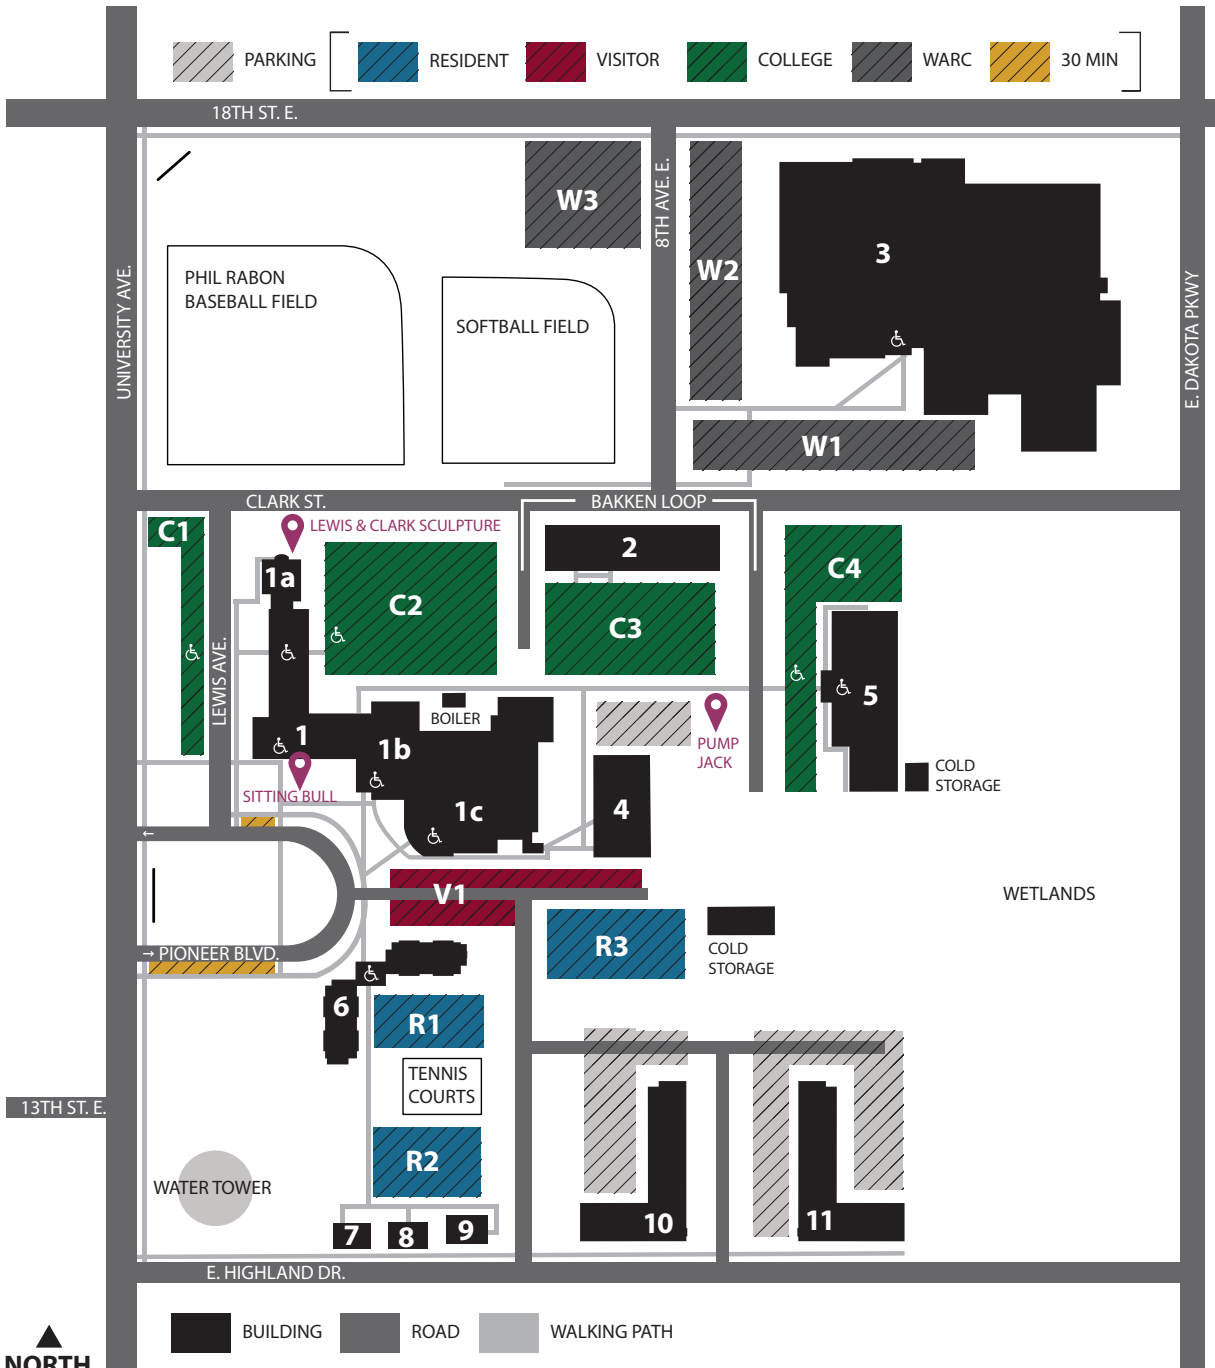 PARKING
RESIDENT
VISITOR
COLLEGE
WARC
30 MIN
18TH ST. E.
W3
8TH AVE. E.
W2
3
PHIL RABON
BASEBALL FIELD
SOFTBALL FIELD
UNIVERSITY AVE.
E. DAKOTA PKWY
W1
CLARK ST.
BAKKEN LOOP
C1
LEWIS & CLARK SCULPTURE
2
1a
C2
C3
C4
LEWIS AVE.
5
BOILER
1
1b
PUMP
JACK
COLD
STORAGE
SITTING BULL
1c
4
←
V1
WETLANDS
→ PIONEER BLVD.
R3
COLD
STORAGE
6
R1
TENNIS
COURTS
13TH ST. E.
R2
WATER TOWER
7
8
9
10
11
E. HIGHLAND DR.
BUILDING
ROAD
WALKING PATH
NORTH